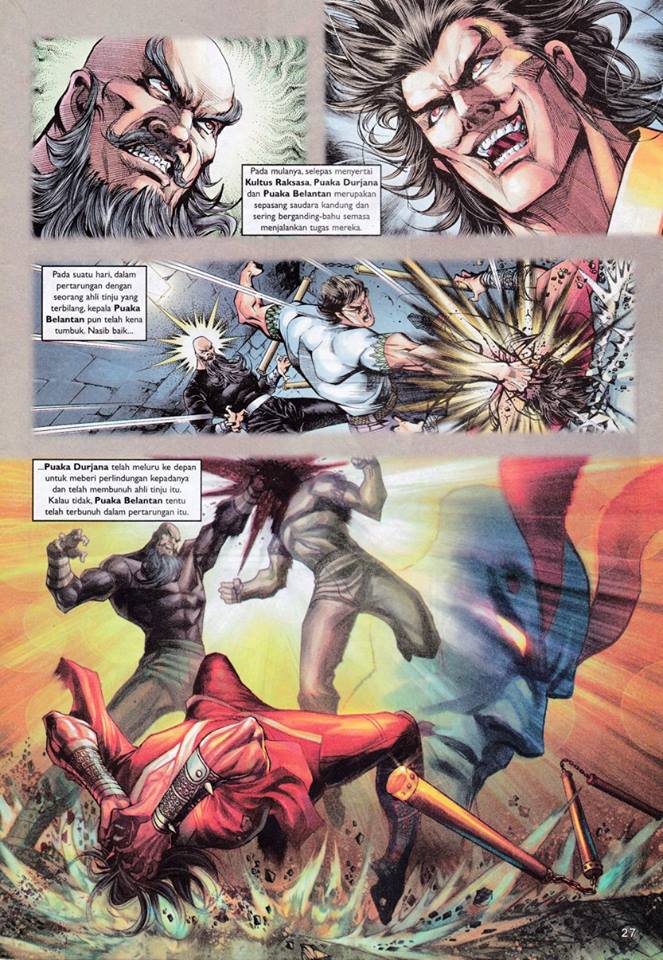 Pada mulanya, selepas menyertai
Kultus Raksasa, Puaka Durjana
dan Puaka Belantan merupakan
sepasang saudara kandung dan
sering berganding-bahu semasa
menjalankan tugas mereka.
Pada suatu hari, dalam
pertarungan dengan
seorang ahli tinju yang
terbilang, kepala Puaka
Belantan pun telah kena
tumbuk. Nasib baik...
...Puaka Durjana telah meluru ke depan
untuk meberi perlindungan kepadanya
dan telah membunuh ahli tinju itu.
Kalau tidak, Puaka Belantan tentu
telah terbunuh dalam pertarungan itu.
27